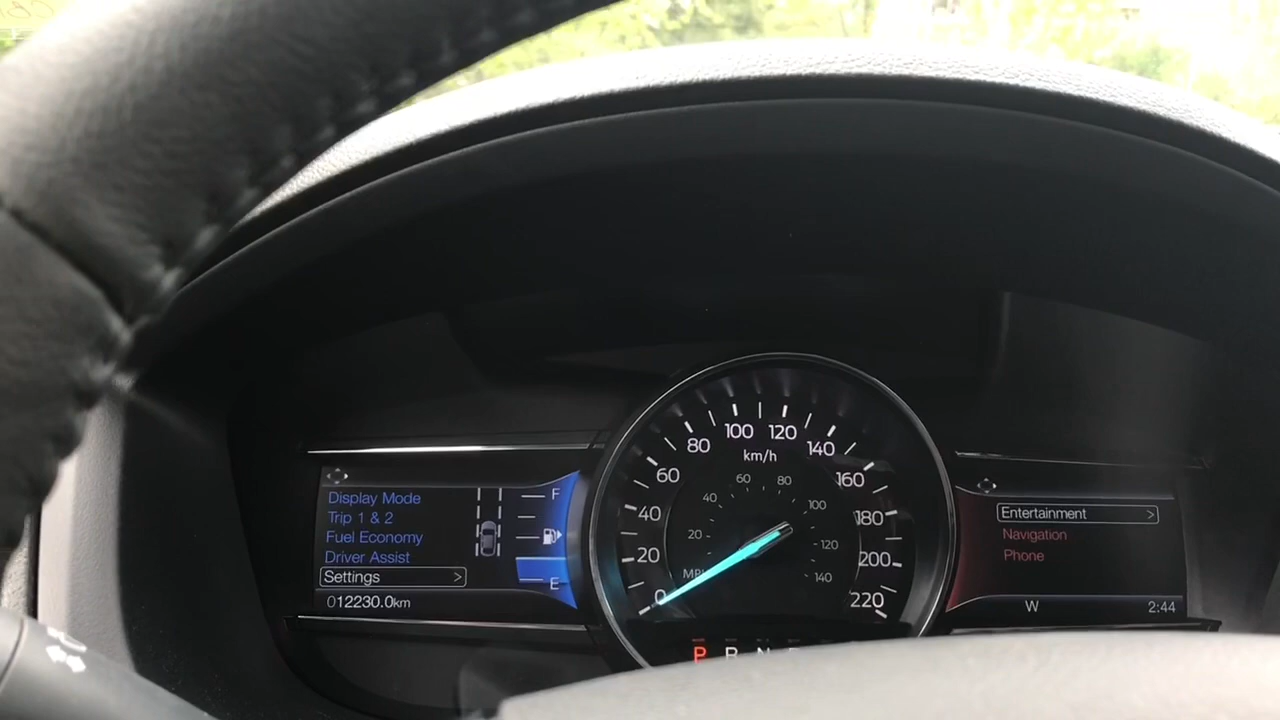 Display Mode
Trip 1 & 2
Fuel Economy
Driver Assist
Settings >
012230.0km
F
E
0 20 40 60 80 100 120 140 160 180 200 220
km/h
20 40 60 80 100 120 140
MPH
P R N
Entertainment >
Navigation
Phone
W 2:44